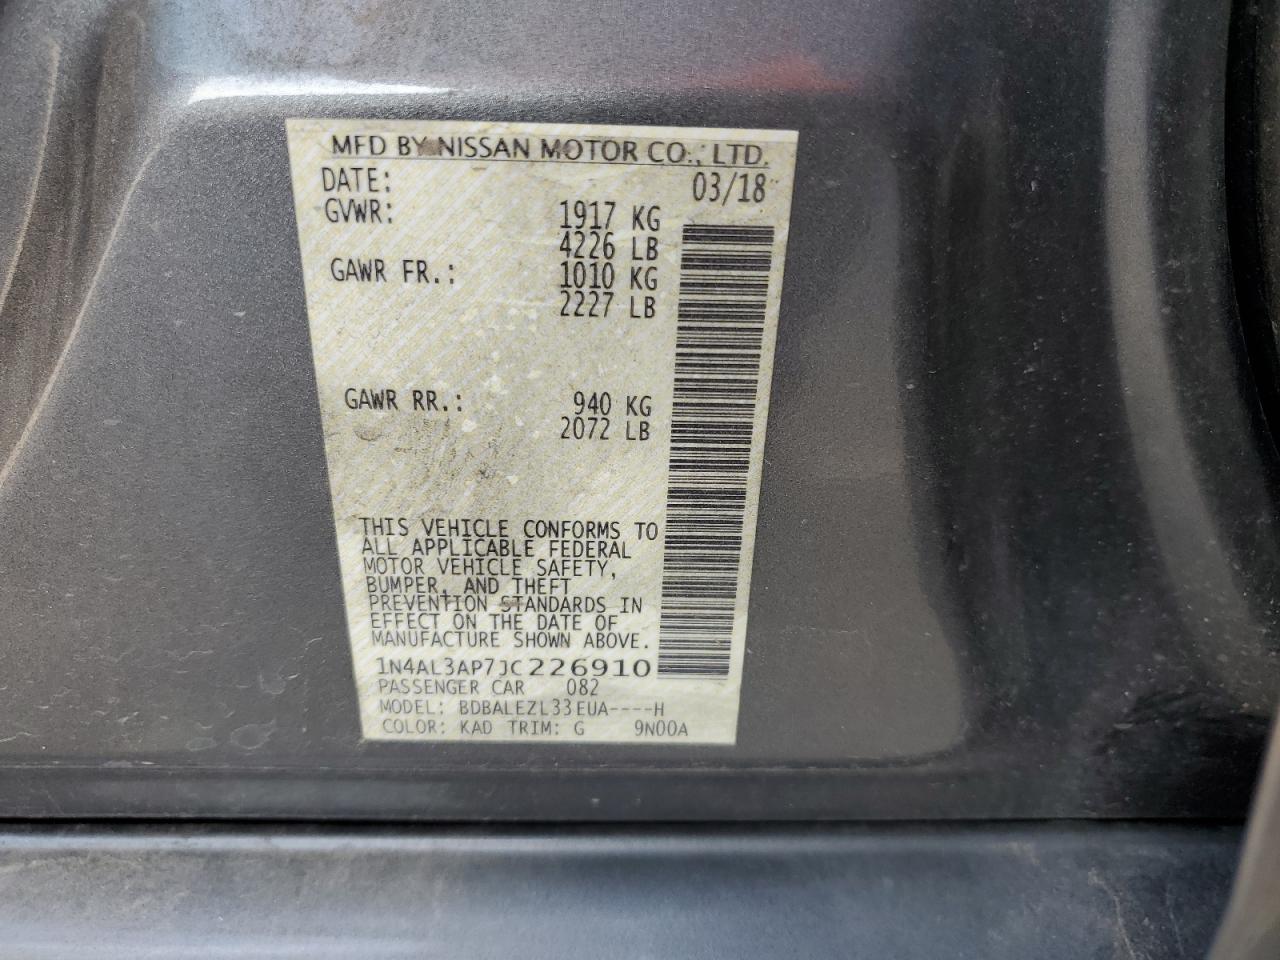 MFD BY NISSAN MOTOR CO., LTD.
DATE: 03/18
GVWR: 1917 KG
4226 LB
GAWR FR.: 1010 KG
2227 LB
GAWR RR.: 940 KG
2072 LB
THIS VEHICLE CONFORMS TO
ALL APPLICABLE FEDERAL
MOTOR VEHICLE SAFETY,
BUMPER, AND THEFT
PREVENTION STANDARDS IN
EFFECT ON THE DATE OF
MANUFACTURE SHOWN ABOVE.
1N4AL3AP7JC226910
PASSENGER CAR 082
MODEL: BDBALEZL33EUA----H
COLOR: KAD TRIM: G 9N00A